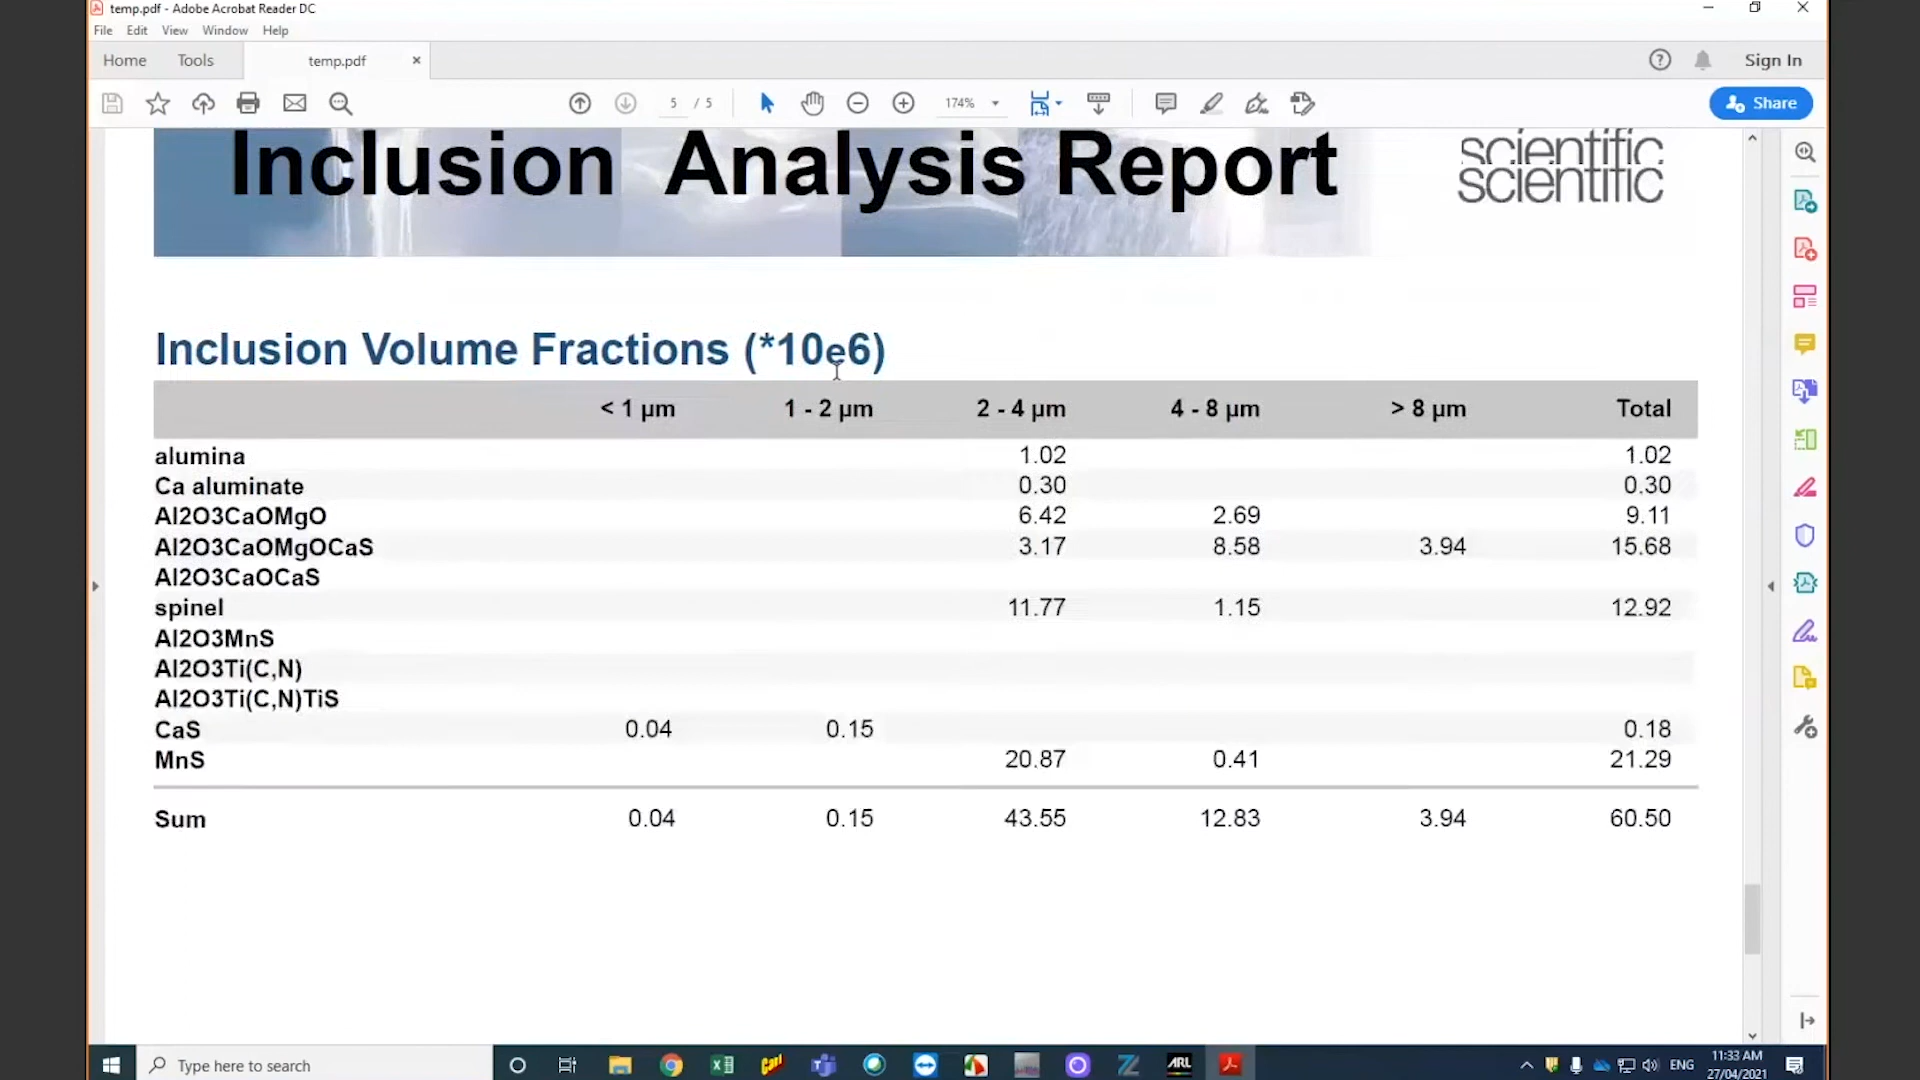 temp.pdf - Adobe Acrobat Reader DC
File Edit View Window Help
Home Tools temp.pdf × Sign In
5 / 5 174% Share
Inclusion Analysis Report
scientific
scientific
Inclusion Volume Fractions (*10e6)
< 1 µm 1 - 2 µm 2 - 4 µm 4 - 8 µm > 8 µm Total
alumina 1.02 1.02
Ca aluminate 0.30 0.30
Al2O3CaOMgO 6.42 2.69 9.11
Al2O3CaOMgOCaS 3.17 8.58 3.94 15.68
Al2O3CaOCaS
spinel 11.77 1.15 12.92
Al2O3MnS
Al2O3Ti(C,N)
Al2O3Ti(C,N)TiS
CaS 0.04 0.15 0.18
MnS 20.87 0.41 21.29
Sum 0.04 0.15 43.55 12.83 3.94 60.50
Type here to search
ARL
ENG
11:33 AM
27/04/2021